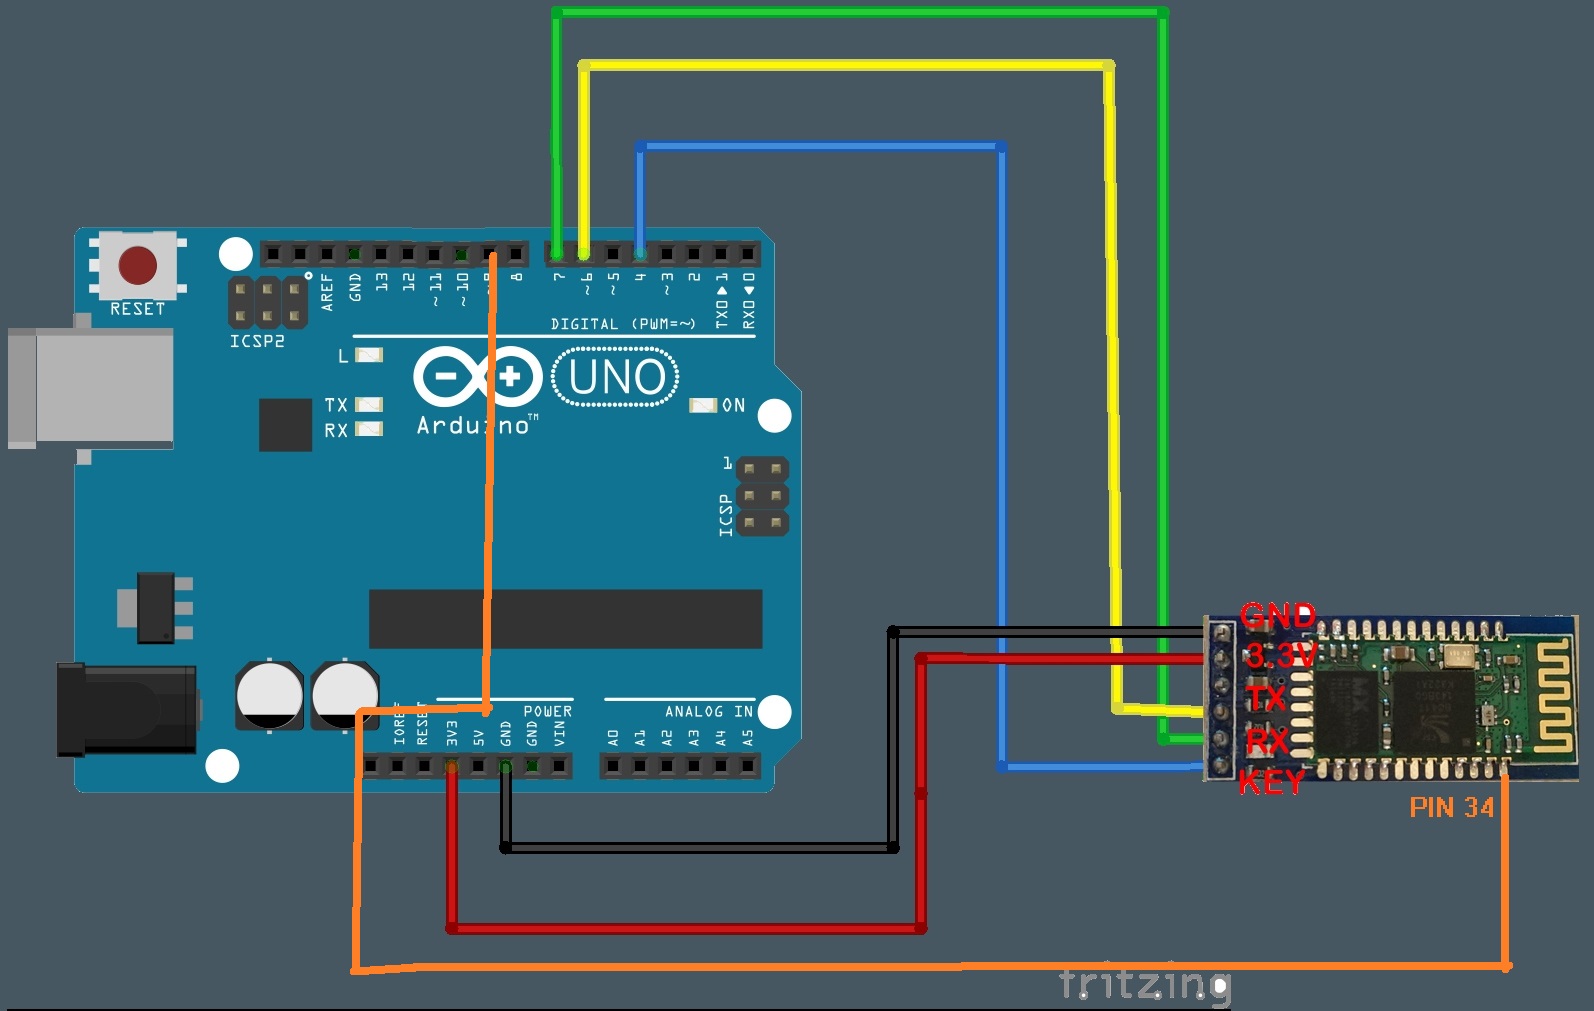 RESET
ICSP2
AREF
GND
13
12
~11
~10
~9
8
7
~6
~5
4
~3
2
TX0▶1
RX0◀0
DIGITAL (PWM=~)
L
TX
RX
UNO
Arduino™
ON
1
ICSP
IOREF
RESET
3V3
5V
GND
GND
VIN
POWER
A0
A1
A2
A3
A4
A5
ANALOG IN
GND
3.3V
TX
RX
KEY
PIN 34
fritzing